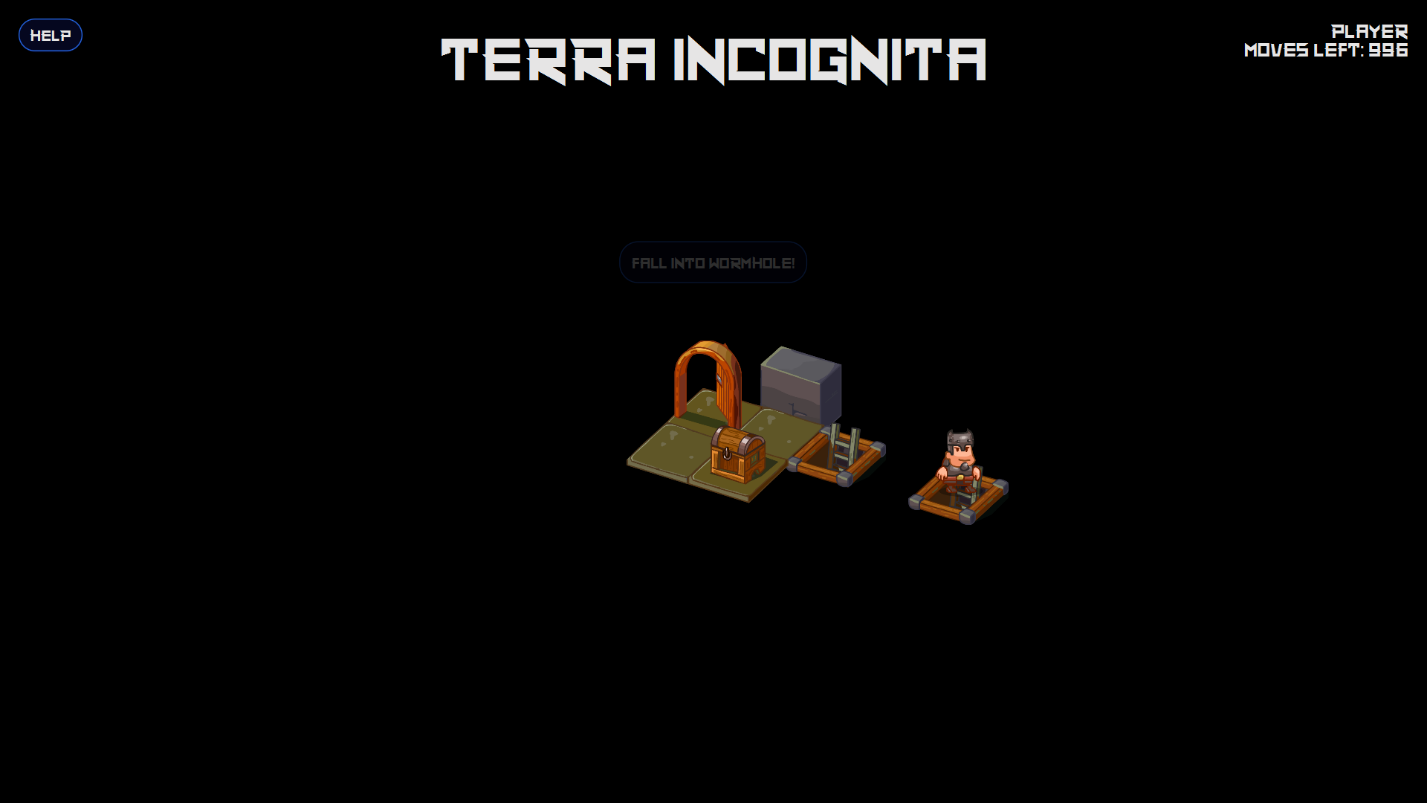 HELP
TERRA INCOGNITA
PLAYER
MOVES LEFT: 996
FALL INTO WORMHOLE!